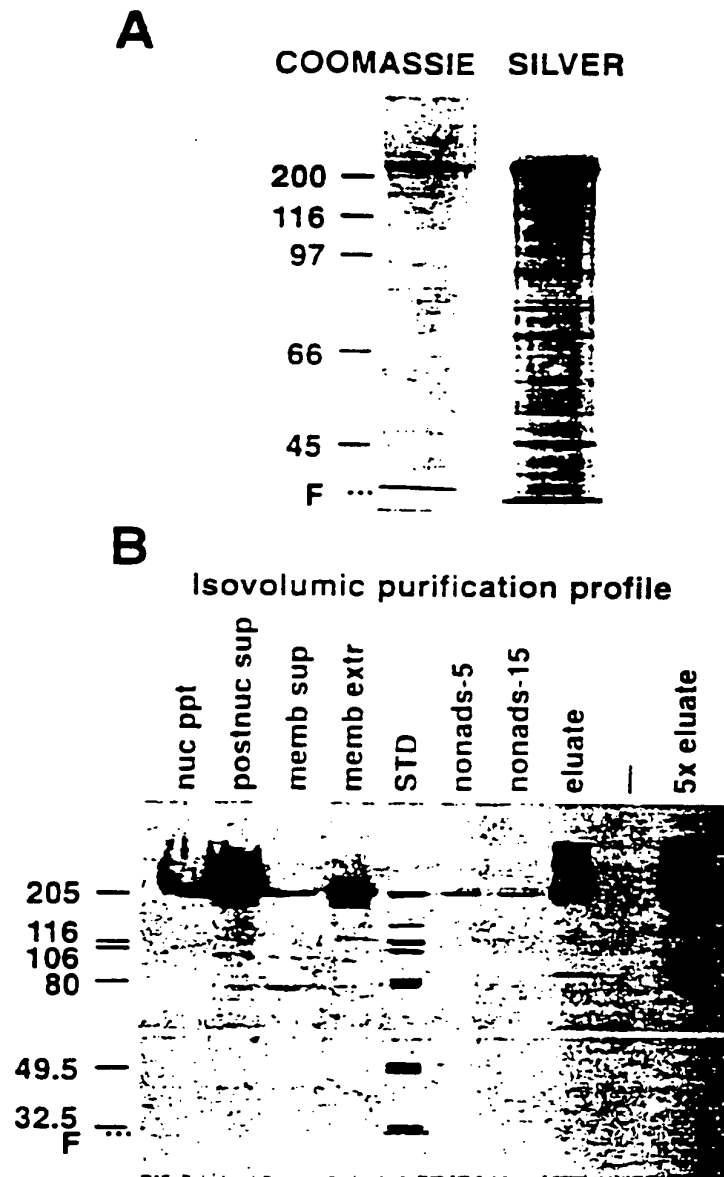 A
COOMASSIE SILVER
200
116
97
66
45
F ...
B
Isovolumic purification profile
nuc ppt
postnuc sup
memb sup
memb extr
STD
nonads-5
nonads-15
eluate
—
5x eluate
205
116
106
80
49.5
32.5
F ...